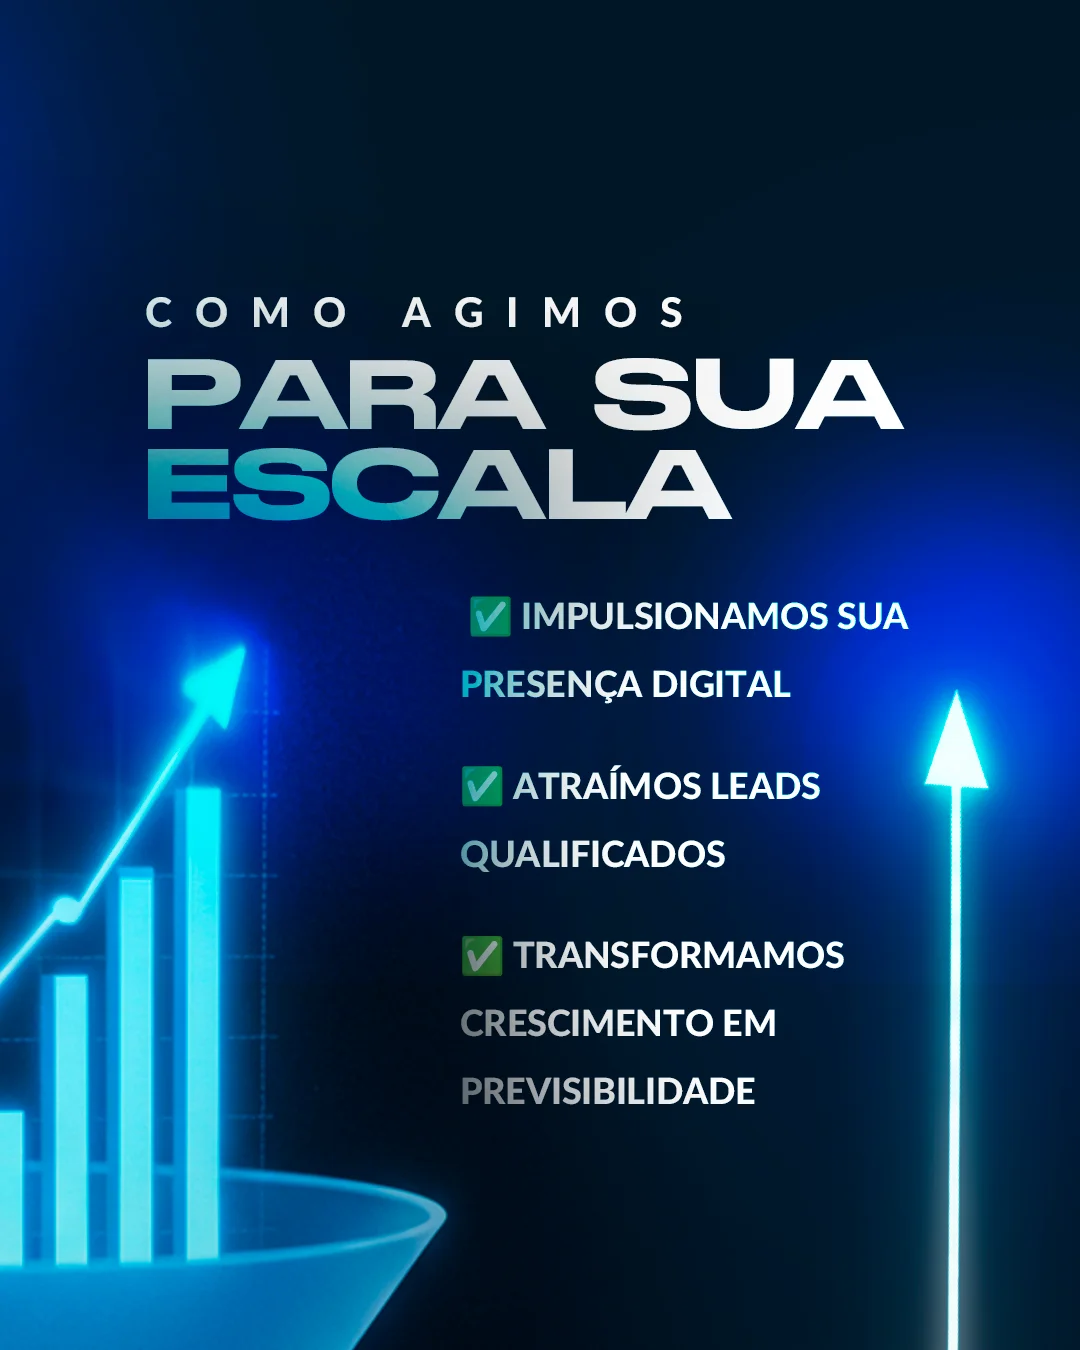 COMO AGIMOS
PARA SUA
ESCALA
✅ IMPULSIONAMOS SUA
PRESENÇA DIGITAL
✅ ATRAÍMOS LEADS
QUALIFICADOS
✅ TRANSFORMAMOS
CRESCIMENTO EM
PREVISIBILIDADE